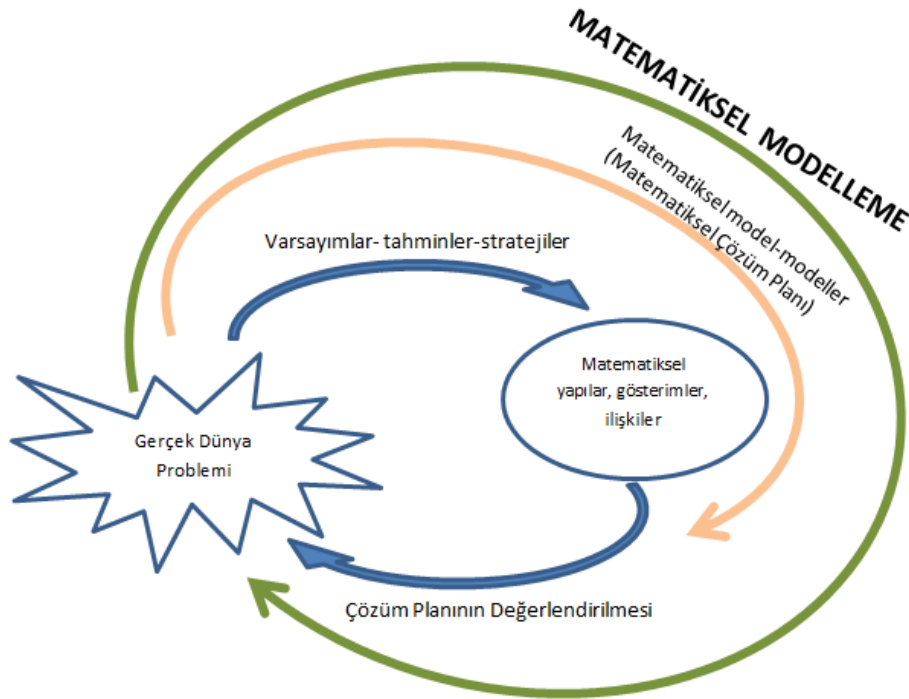 MATEMATİKSEL MODELLEME
Matematiksel model-modeller
(Matematiksel Çözüm Planı)
Varsayımlar- tahminler-stratejiler
Matematiksel
yapılar, gösterimler,
ilişkiler
Gerçek Dünya
Problemi
Çözüm Planının Değerlendirilmesi